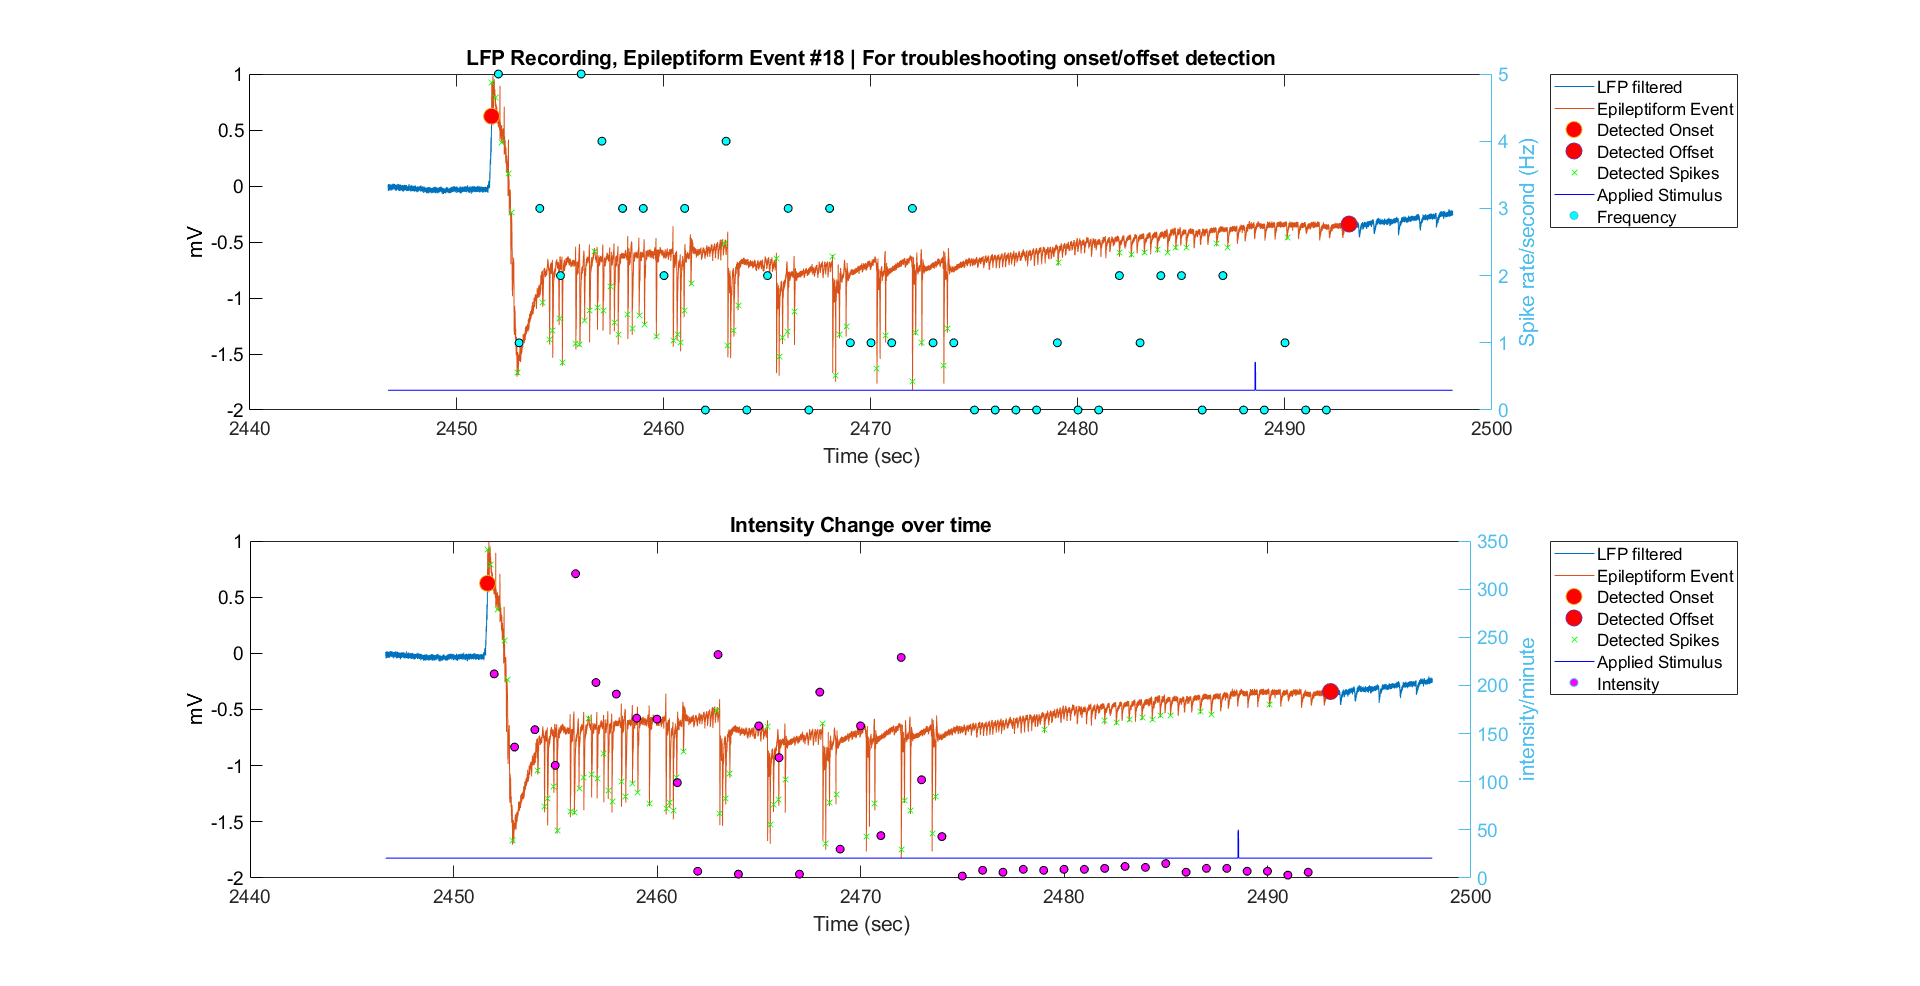 LFP Recording, Epileptiform Event #18 | For troubleshooting onset/offset detection
1
0.5
0
-0.5
-1
-1.5
-2
mV
5
4
3
2
1
0
Spike rate/second (Hz)
2440 2450 2460 2470 2480 2490 2500
Time (sec)
LFP filtered
Epileptiform Event
Detected Onset
Detected Offset
Detected Spikes
Applied Stimulus
Frequency
Intensity Change over time
1
0.5
0
-0.5
-1
-1.5
-2
mV
350
300
250
200
150
100
50
0
intensity/minute
2440 2450 2460 2470 2480 2490 2500
Time (sec)
LFP filtered
Epileptiform Event
Detected Onset
Detected Offset
Detected Spikes
Applied Stimulus
Intensity